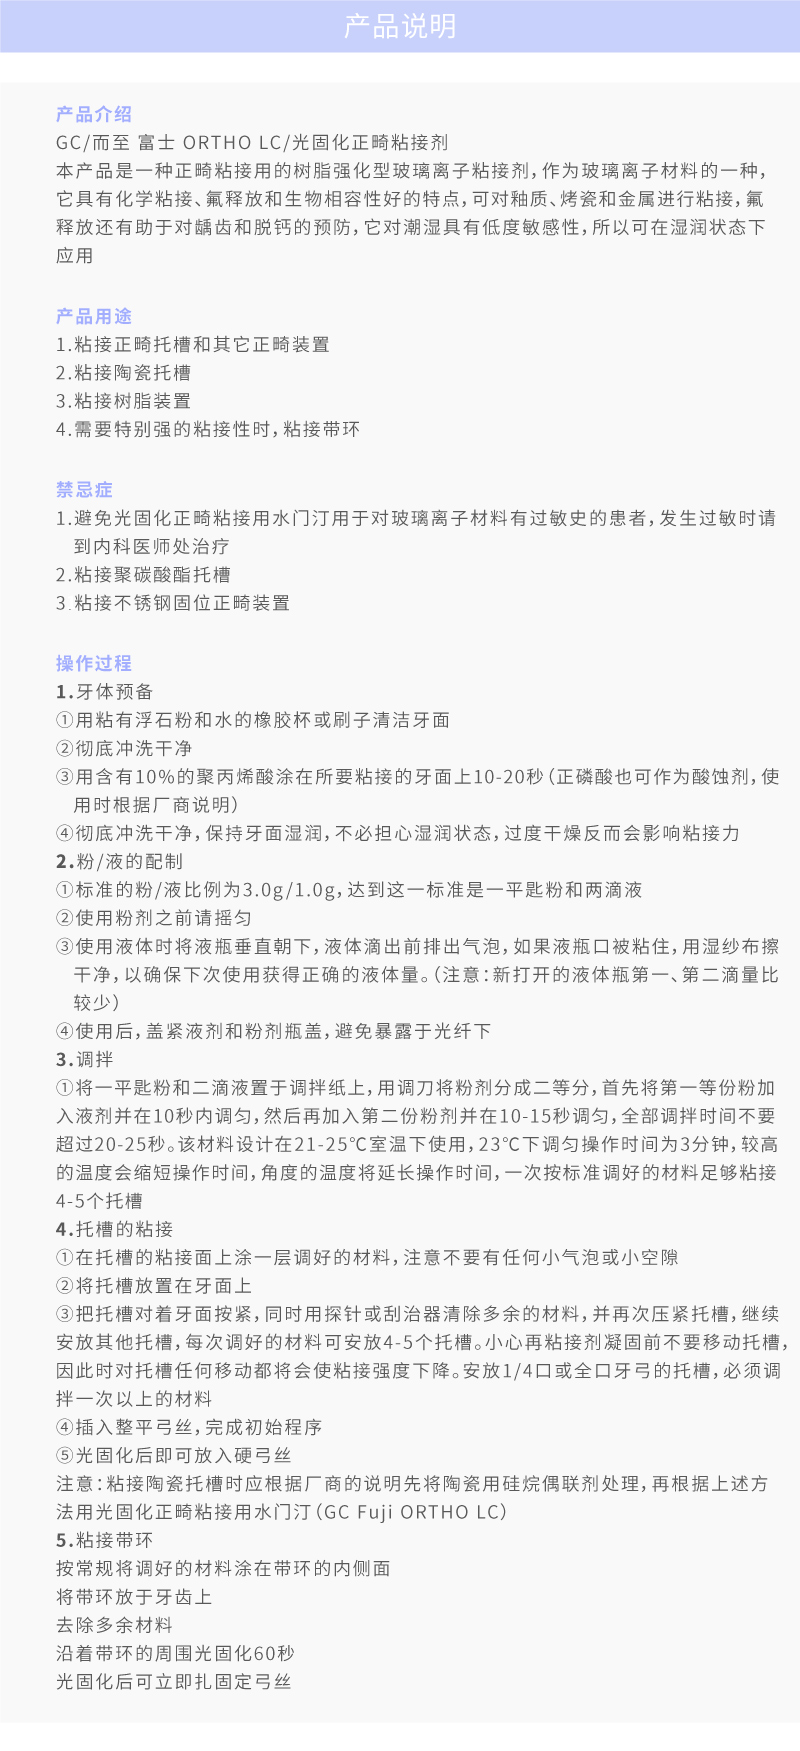 产品说明
产品介绍
GC/而至 富士 ORTHO LC/光固化正畸粘接剂
本产品是一种正畸粘接用的树脂强化型玻璃离子粘接剂，作为玻璃离子材料的一种，
它具有化学粘接、氟释放和生物相容性好的特点，可对釉质、烤瓷和金属进行粘接，氟
释放还有助于对龋齿和脱钙的预防，它对潮湿具有低度敏感性，所以可在湿润状态下
应用
产品用途
1.粘接正畸托槽和其它正畸装置
2.粘接陶瓷托槽
3.粘接树脂装置
4.需要特别强的粘接性时，粘接带环
禁忌症
1.避免光固化正畸粘接用水门汀用于对玻璃离子材料有过敏史的患者，发生过敏时请
到内科医师处治疗
2.粘接聚碳酸酯托槽
3.粘接不锈钢固位正畸装置
操作过程
1.牙体预备
①用粘有浮石粉和水的橡胶杯或刷子清洁牙面
②彻底冲洗干净
③用含有10%的聚丙烯酸涂在所要粘接的牙面上10-20秒（正磷酸也可作为酸蚀剂，使
用时根据厂商说明）
④彻底冲洗干净，保持牙面湿润，不必担心湿润状态，过度干燥反而会影响粘接力
2.粉/液的配制
①标准的粉/液比例为3.0g/1.0g，达到这一标准是一平匙粉和两滴液
②使用粉剂之前请摇匀
③使用液体时将液瓶垂直朝下，液体滴出前排出气泡，如果液瓶口被粘住，用湿纱布擦
干净，以确保下次使用获得正确的液体量。（注意：新打开的液体瓶第一、第二滴量比
较少）
④使用后，盖紧液剂和粉剂瓶盖，避免暴露于光纤下
3.调拌
①将一平匙粉和二滴液置于调拌纸上，用调刀将粉剂分成二等分，首先将第一等份粉加
入液剂并在10秒内调匀，然后再加入第二份粉剂并在10-15秒调匀，全部调拌时间不要
超过20-25秒。该材料设计在21-25℃室温下使用，23℃下调匀操作时间为3分钟，较高
的温度会缩短操作时间，角度的温度将延长操作时间，一次按标准调好的材料足够粘接
4-5个托槽
4.托槽的粘接
①在托槽的粘接面上涂一层调好的材料，注意不要有任何小气泡或小空隙
②将托槽放置在牙面上
③把托槽对着牙面按紧，同时用探针或刮治器清除多余的材料，并再次压紧托槽，继续
安放其他托槽，每次调好的材料可安放4-5个托槽。小心再粘接剂凝固前不要移动托槽，
因此时对托槽任何移动都将会使粘接强度下降。安放1/4口或全口牙弓的托槽，必须调
拌一次以上的材料
④插入整平弓丝，完成初始程序
⑤光固化后即可放入硬弓丝
注意：粘接陶瓷托槽时应根据厂商的说明先将陶瓷用硅烷偶联剂处理，再根据上述方
法用光固化正畸粘接用水门汀（GC Fuji ORTHO LC）
5.粘接带环
按常规将调好的材料涂在带环的内侧面
将带环放于牙齿上
去除多余材料
沿着带环的周围光固化60秒
光固化后可立即扎固定弓丝